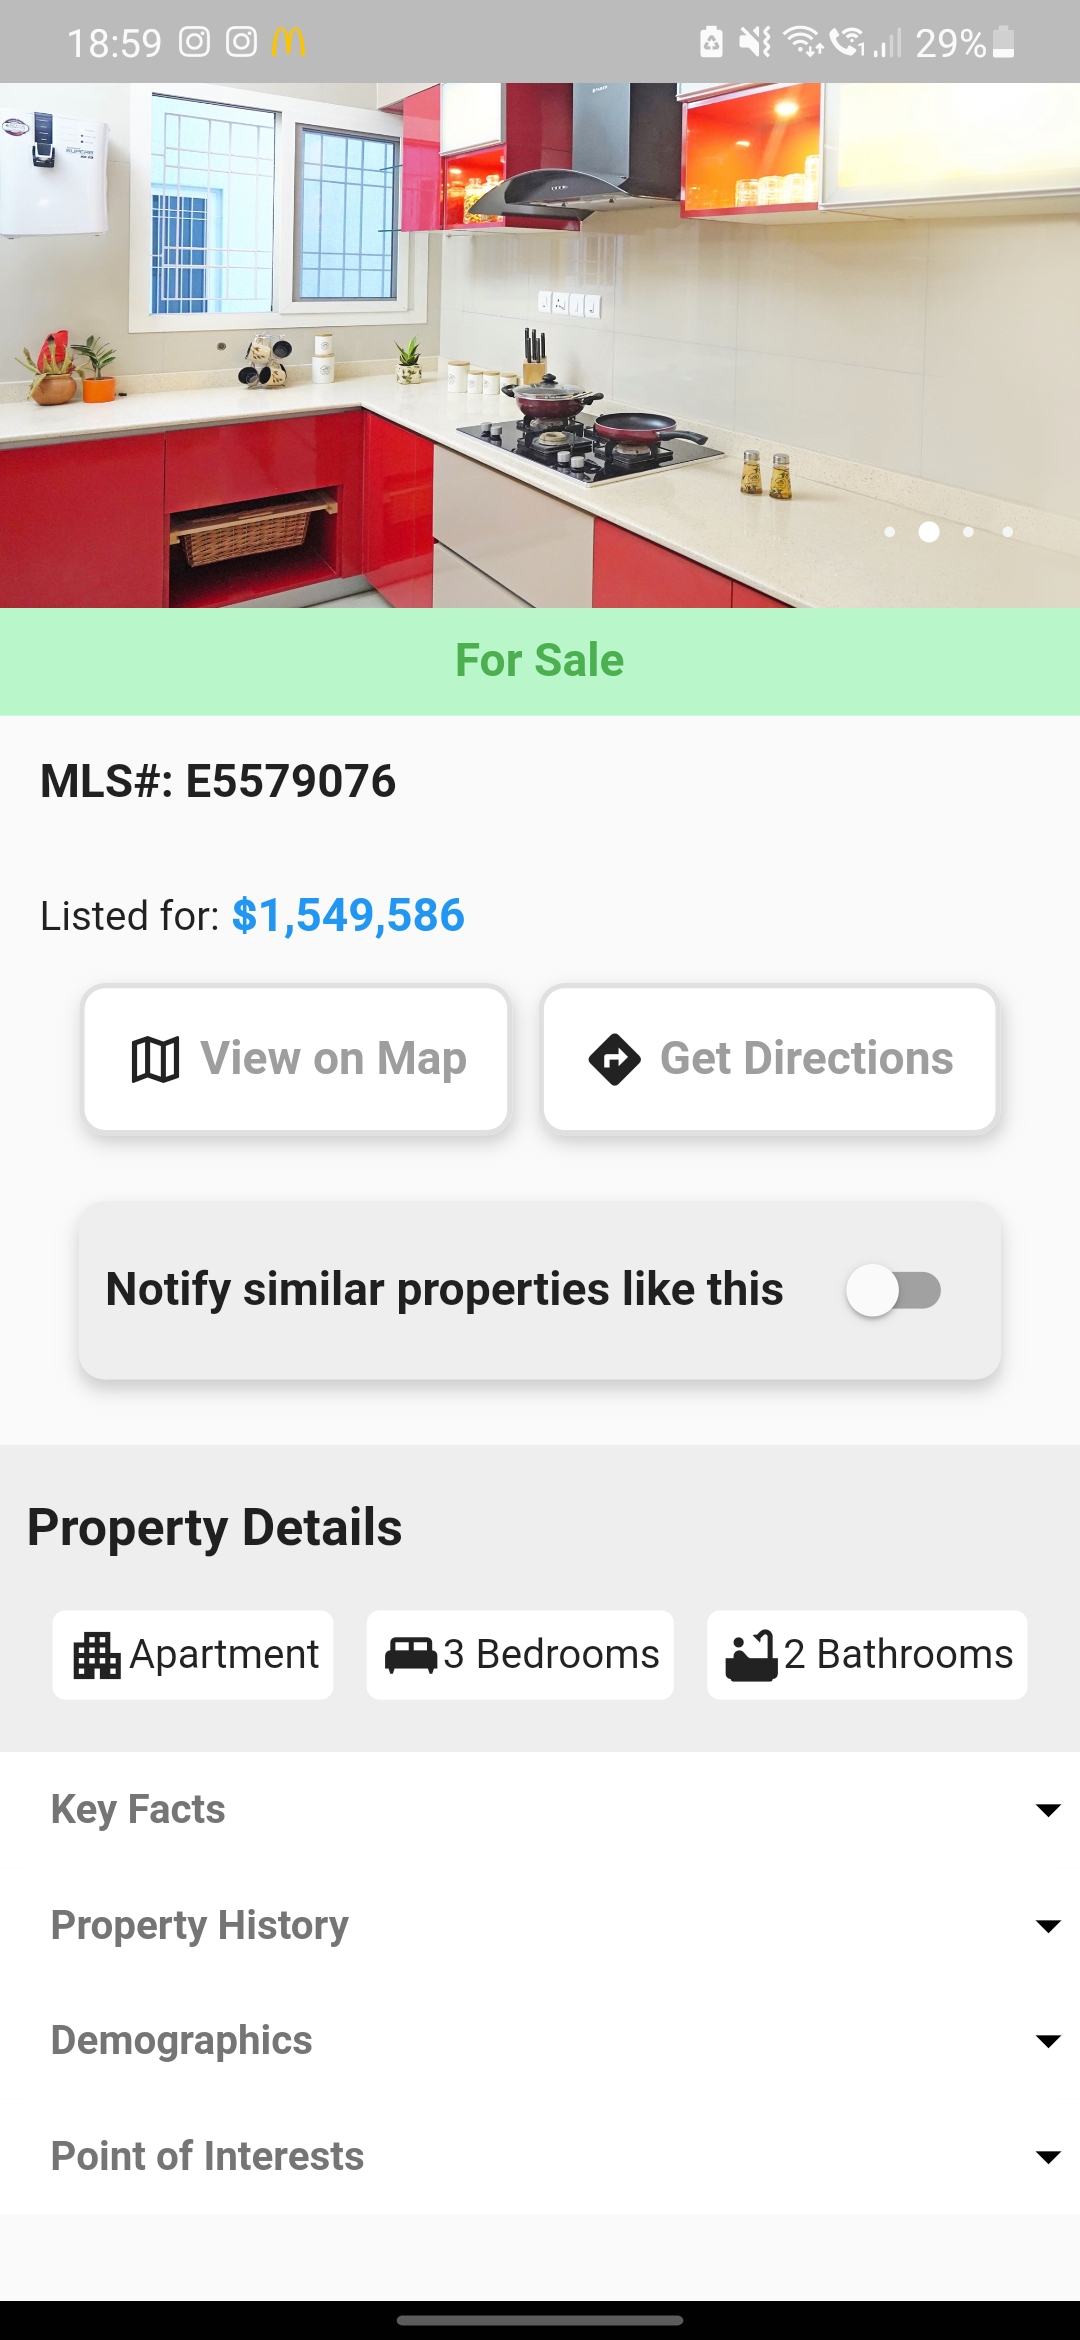 18:59
29%
For Sale
MLS#: E5579076
Listed for: $1,549,586
View on Map
Get Directions
Notify similar properties like this
Property Details
Apartment
3 Bedrooms
2 Bathrooms
Key Facts
Property History
Demographics
Point of Interests